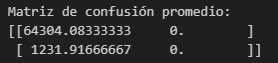 Matriz de confusión promedio:
[[64304.08333333     0.        ]
 [ 1231.91666667     0.        ]]